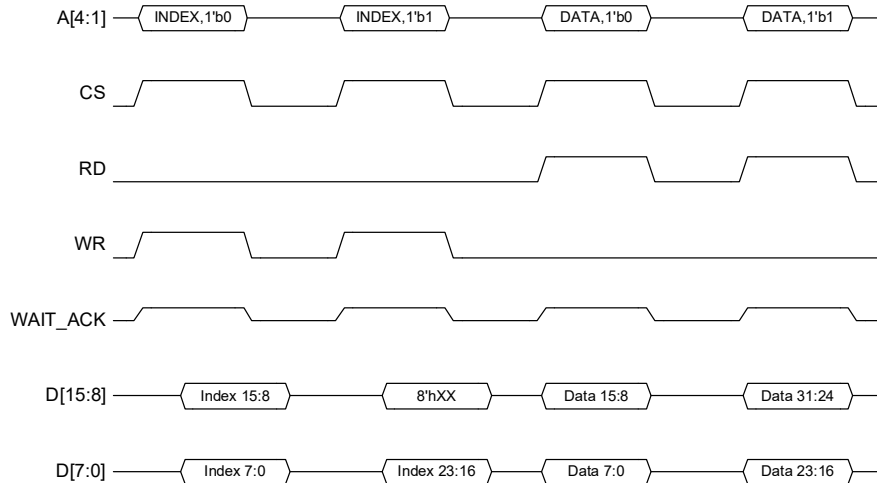 A[4:1] INDEX,1'b0 INDEX,1'b1 DATA,1'b0 DATA,1'b1
CS
RD
WR
WAIT_ACK
D[15:8] Index 15:8 8'hXX Data 15:8 Data 31:24
D[7:0] Index 7:0 Index 23:16 Data 7:0 Data 23:16